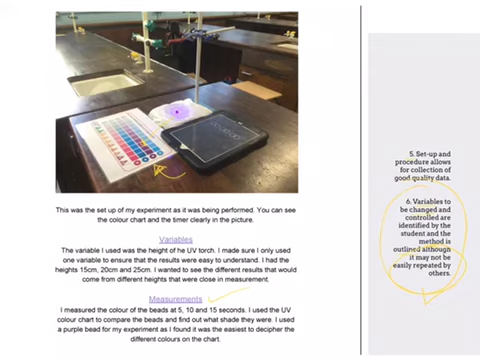 This was the set up of my experiment as it was being performed. You can see
the colour chart and the timer clearly in the picture.
Variables
The variable I used was the height of he UV torch. I made sure I only used
one variable to ensure that the results were easy to understand. I had the
heights 15cm, 20cm and 25cm. I wanted to see the different results that would
come from different heights that were close in measurement.
Measurements
I measured the colour of the beads at 5, 10 and 15 seconds. I used the UV
colour chart to compare the beads and find out what shade they were. I used
a purple bead for my experiment as I found it was the easiest to decipher the
different colours on the chart.
5. Set-up and
procedure allows
for collection of
good quality data.
6. Variables to
be changed and
controlled are
identified by the
student and the
method is
outlined although
it may not be
easily repeated by
others.